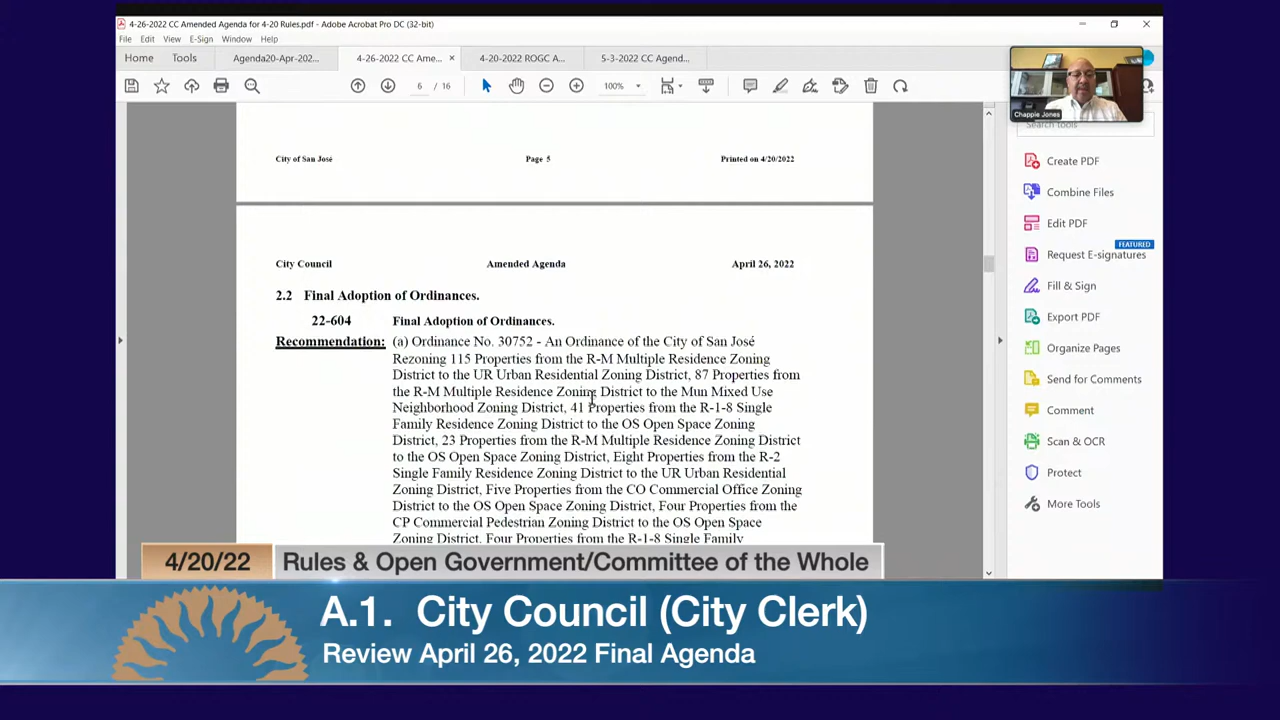 4-26-2022 CC Amended Agenda for 4-20 Rules.pdf - Adobe Acrobat Pro DC (32-bit)
File Edit View E-Sign Window Help
Home Tools Agenda20-Apr-202... 4-26-2022 CC Ame... × 4-20-2022 ROGC A... 5-3-2022 CC Agend...
6 / 16 100%
Chappie Jones
Search Tools
City of San José Page 5 Printed on 4/20/2022
City Council Amended Agenda April 26, 2022
2.2 Final Adoption of Ordinances.
22-604 Final Adoption of Ordinances.
Recommendation: (a) Ordinance No. 30752 - An Ordinance of the City of San José
Rezoning 115 Properties from the R-M Multiple Residence Zoning
District to the UR Urban Residential Zoning District, 87 Properties from
the R-M Multiple Residence Zoning District to the Mun Mixed Use
Neighborhood Zoning District, 41 Properties from the R-1-8 Single
Family Residence Zoning District to the OS Open Space Zoning
District, 23 Properties from the R-M Multiple Residence Zoning District
to the OS Open Space Zoning District, Eight Properties from the R-2
Single Family Residence Zoning District to the UR Urban Residential
Zoning District, Five Properties from the CO Commercial Office Zoning
District to the OS Open Space Zoning District, Four Properties from the
CP Commercial Pedestrian Zoning District to the OS Open Space
Zoning District, Four Properties from the R-1-8 Single Family
Create PDF
Combine Files
Edit PDF
FEATURED
Request E-signatures
Fill & Sign
Export PDF
Organize Pages
Send for Comments
Comment
Scan & OCR
Protect
More Tools
4/20/22 Rules & Open Government/Committee of the Whole
A.1. City Council (City Clerk)
Review April 26, 2022 Final Agenda